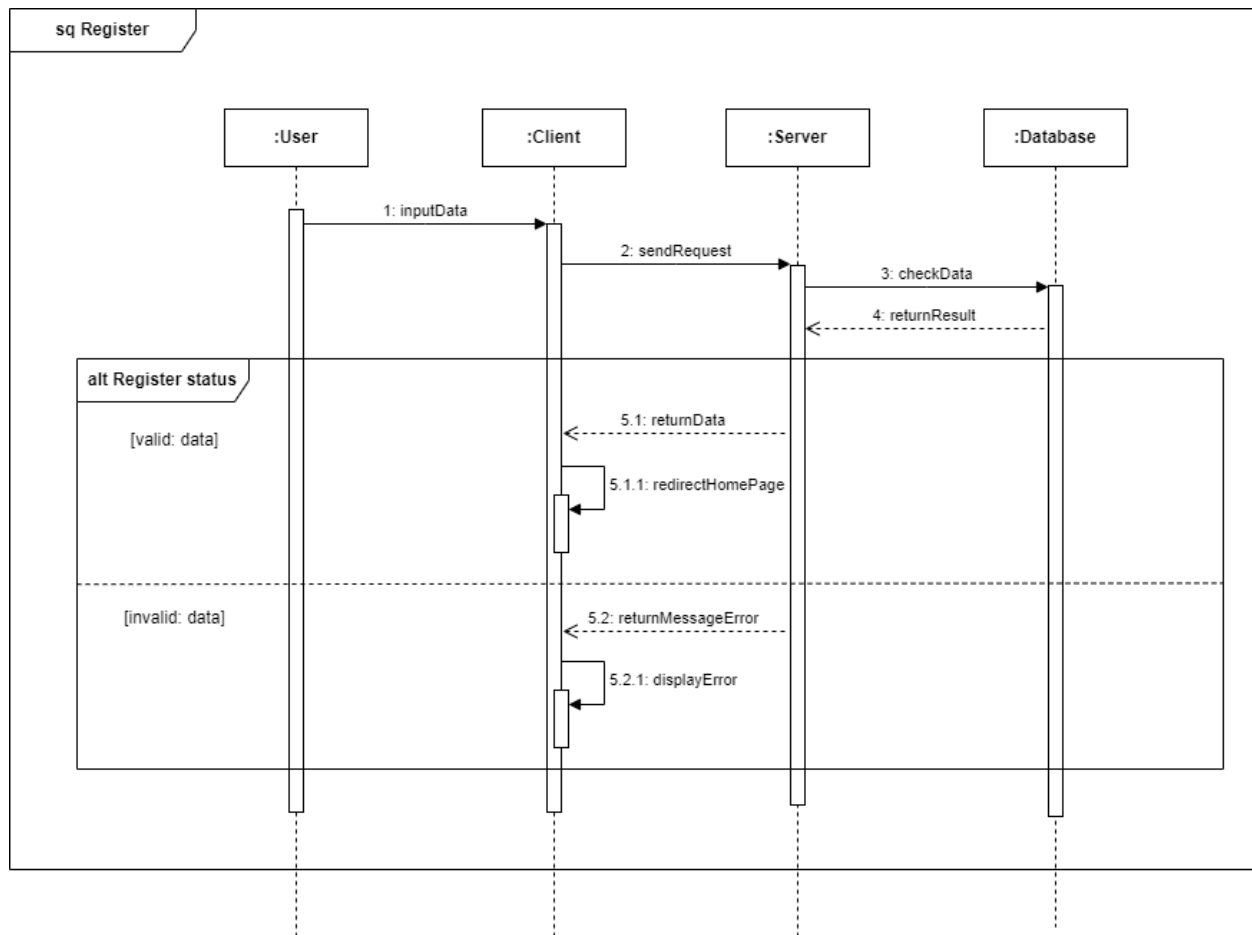 sq Register
:User
:Client
:Server
:Database
1: inputData
2: sendRequest
3: checkData
4: returnResult
alt Register status
5.1: returnData
[valid: data]
5.1.1: redirectHomePage
[invalid: data]
5.2: returnMessageError
5.2.1: displayError